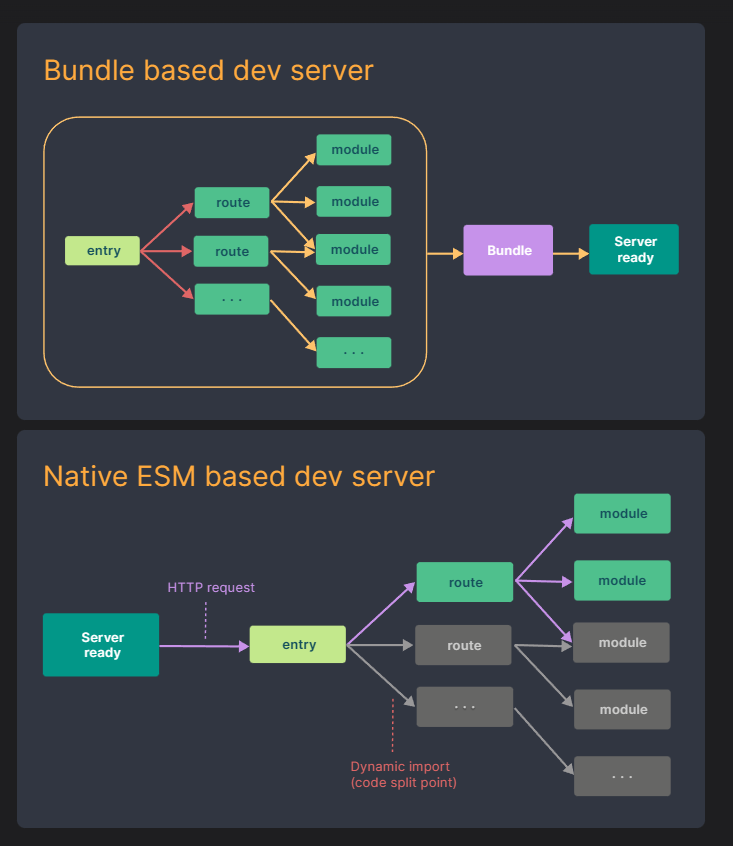 Bundle based dev server
module
route
module
entry
route
module
Bundle
Server
ready
...
module
...
Native ESM based dev server
module
HTTP request
route
module
Server
ready
entry
route
module
...
module
Dynamic import
(code split point)
...